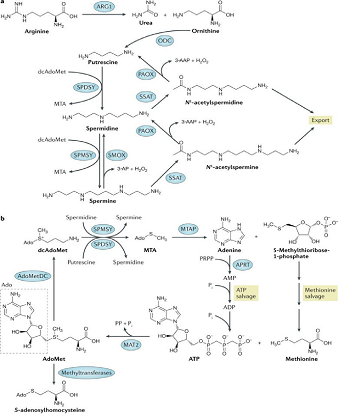 a
ARG1
Arginine
Urea
+
Ornithine
ODC
Putrescine
dcAdoMet
SPDSY
MTA
PAOX
3-AAP + H2O2
SSAT
N1-acetylspermidine
Spermidine
dcAdoMet
SPMSY
SMOX
MTA
3-AP + H2O2
PAOX
3-AAP + H2O2
N1-acetylspermine
SSAT
Spermine
Export
b
Spermidine
Spermine
SPMSY
SPDSY
dcAdoMet
Putrescine
Spermidine
MTA
MTAP
Adenine
+
5-Methylthioribose-
1-phosphate
Ado
AdoMetDC
PRPP
APRT
AMP
Pi
ATP
salvage
ADP
Pi
Methionine
salvage
AdoMet
PPi + Pi
MAT2
ATP
+
Methionine
Methyltransferases
S-adenosylhomocysteine